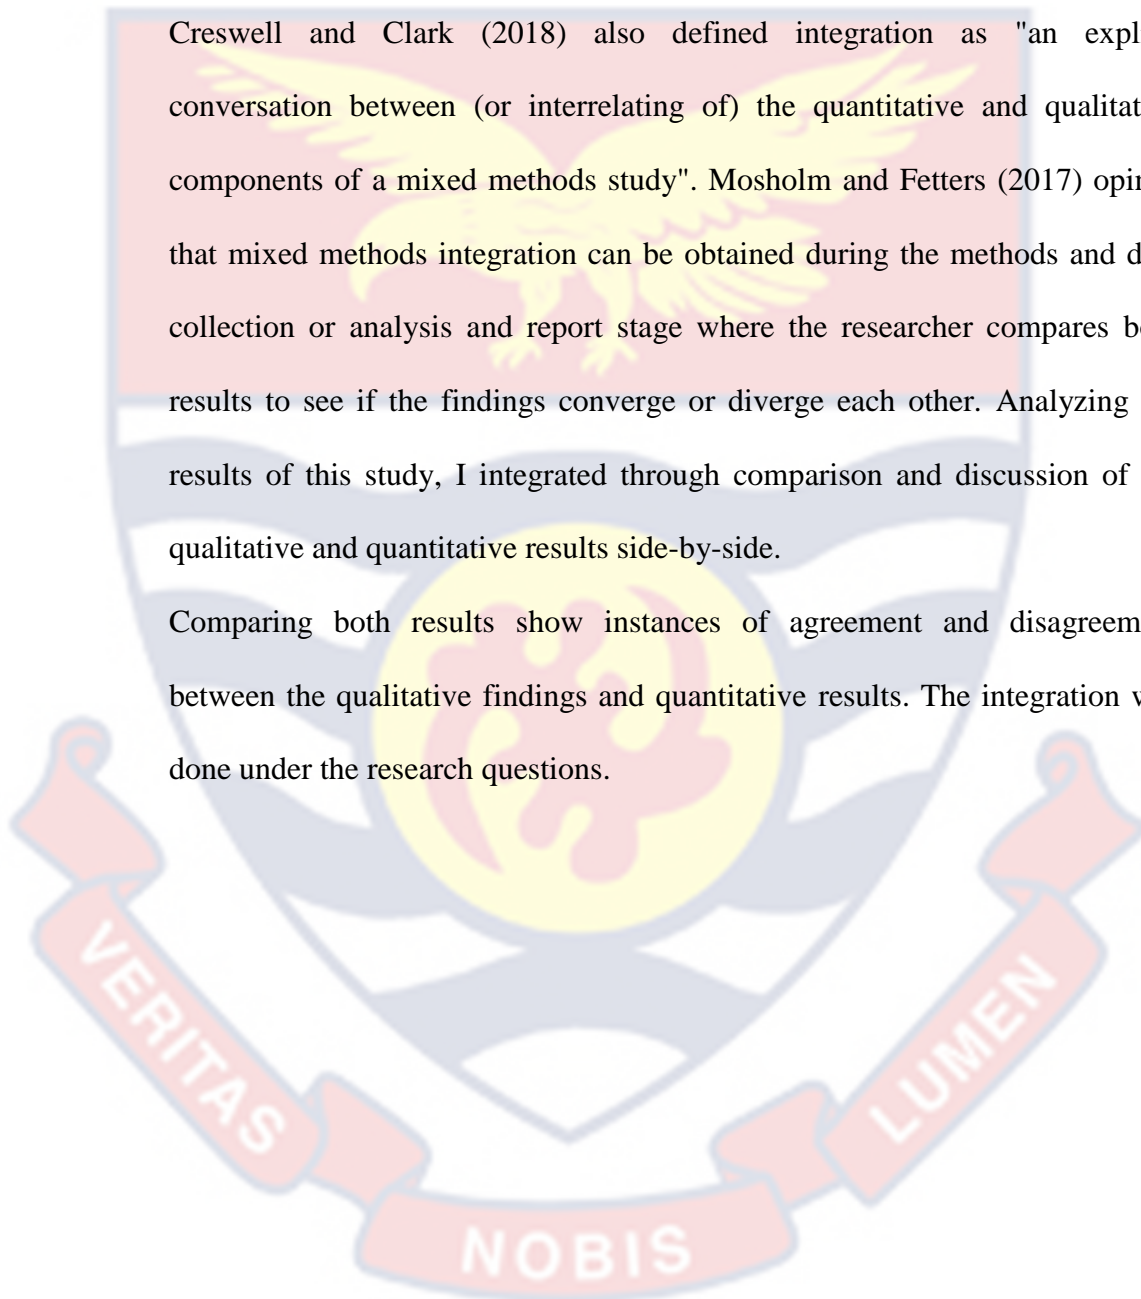 Creswell and Clark (2018) also defined integration as "an expl
conversation between (or interrelating of) the quantitative and qualitat
components of a mixed methods study". Mosholm and Fetters (2017) opin
that mixed methods integration can be obtained during the methods and d
collection or analysis and report stage where the researcher compares b
results to see if the findings converge or diverge each other. Analyzing
results of this study, I integrated through comparison and discussion of
qualitative and quantitative results side-by-side.
Comparing both results show instances of agreement and disagreem
between the qualitative findings and quantitative results. The integration w
done under the research questions.
VERITAS
NOBIS
LUMEN